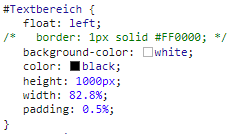 #Textbereich {
float: left;
/* border: 1px solid #FF0000; */
background-color: white;
color: black;
height: 1000px;
width: 82.8%;
padding: 0.5%;
}